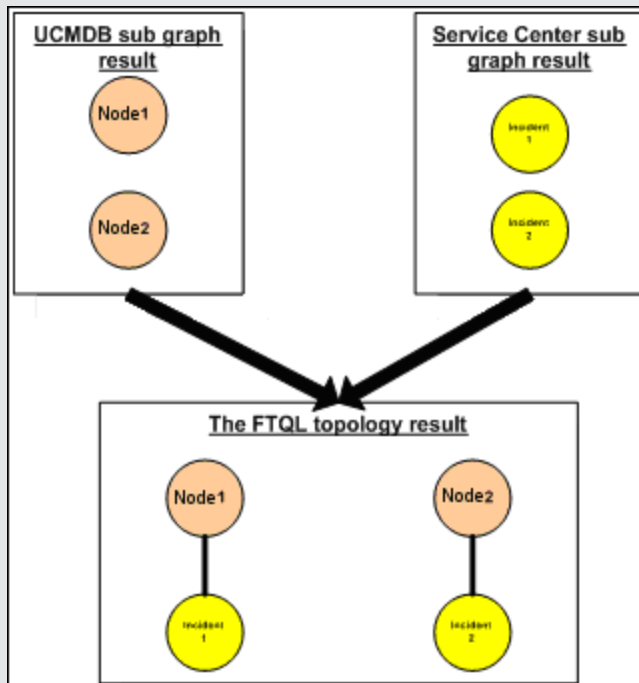 UCMDB sub graph
result
Node1
Node2
Service Center sub
graph result
Incident
1
Incident
2
The FTQL topology result
Node1
Node2
Incident
1
Incident
2